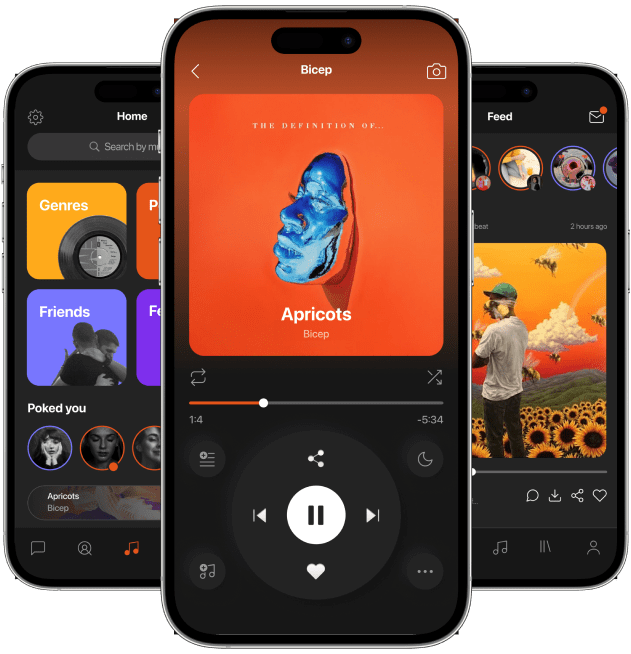 Home
Search by m
Genres
P
Friends
Fe
Poked you
Apricots
Bicep
Bicep
THE DEFINITION OF...
Apricots
Bicep
1:4
-5:34
Feed
beat
2 hours ago